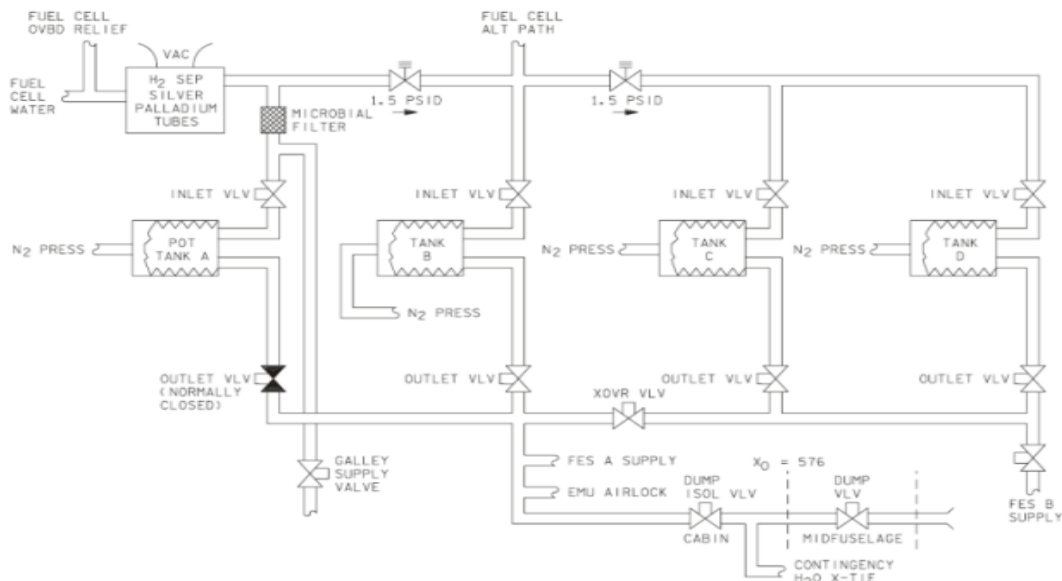 FUEL CELL
OVBD RELIEF
VAC
FUEL
CELL
WATER
H2 SEP
SILVER
PALLADIUM
TUBES
MICROBIAL
FILTER
1.5 PSID
FUEL CELL
ALT PATH
1.5 PSID
INLET VLV
INLET VLV
INLET VLV
INLET VLV
N2 PRESS
POT
TANK A
TANK
B
N2 PRESS
N2 PRESS
TANK
C
N2 PRESS
TANK D
OUTLET VLV
(NORMALLY
CLOSED)
OUTLET VLV
OUTLET VLV
OUTLET VLV
XOVR VLV
GALLEY
SUPPLY
VALVE
FES A SUPPLY
EMU AIRLOCK
X0 = 576
DUMP
ISOL VLV
CABIN
DUMP
VLV
MIDFUSELAGE
FES B
SUPPLY
CONTINGENCY
H2O X-TIE